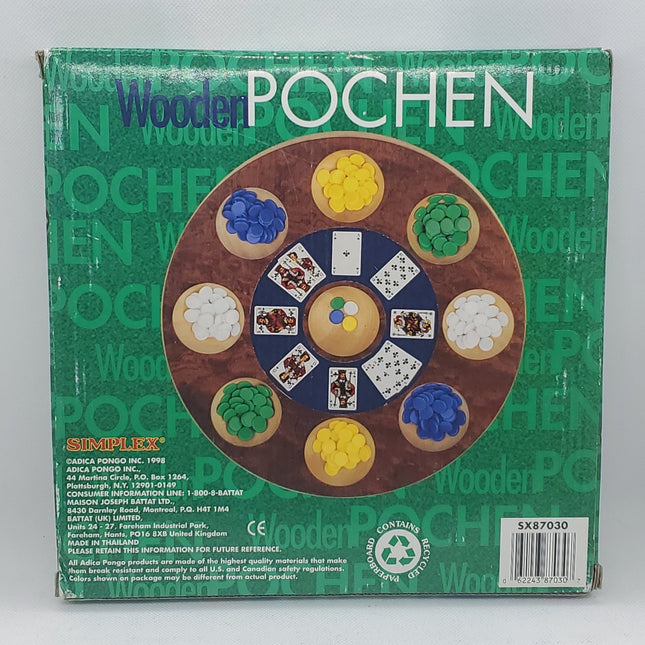 Wooden POCHEN
SIMPLEX®
©ADICA PONGO INC. 1998
ADICA PONGO INC.,
44 Martina Circle, P.O. Box 1264,
Plattsburgh, N.Y. 12901-0149
CONSUMER INFORMATION LINE: 1-800-8-BATTAT
MAISON JOSEPH BATTAT LTD.,
8430 Darnley Road, Montreal, P.Q. H4T 1M4
BATTAT (UK) LIMITED,
Units 24 - 27, Fareham Industrial Park,
Fareham, Hants, PO16 8XB United Kingdom
MADE IN THAILAND
PLEASE RETAIN THIS INFORMATION FOR FUTURE REFERENCE.
All Adica Pongo products are made of the highest quality materials that make
them break resistant and comply to all U.S. and Canadian safety regulations.
Colors shown on package may be different from actual product.
CE
PAPERBOARD CONTAINS RECYCLED
SX87030
0 62243 87030 7